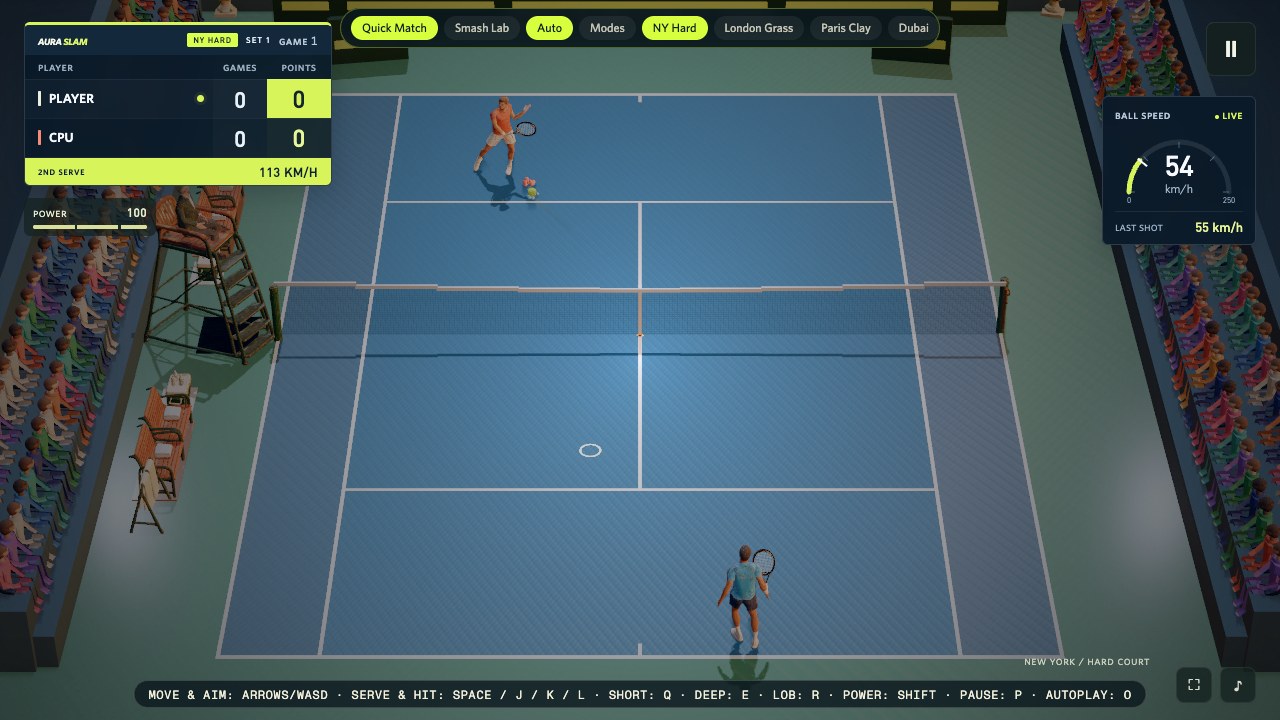 Quick Match Smash Lab Auto Modes NY Hard London Grass Paris Clay Dubai
AURA SLAM NY HARD SET 1 GAME 1
PLAYER GAMES POINTS
PLAYER 0 0
CPU 0 0
2ND SERVE 113 KM/H
POWER 100
BALL SPEED LIVE
54
km/h
0 250
LAST SHOT 55 km/h
NEW YORK / HARD COURT
MOVE & AIM: ARROWS/WASD · SERVE & HIT: SPACE / J / K / L · SHORT: Q · DEEP: E · LOB: R · POWER: SHIFT · PAUSE: P · AUTOPLAY: O